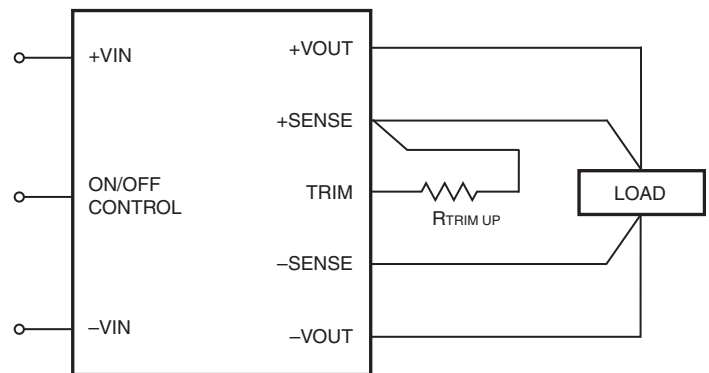 +VIN
ON/OFF
CONTROL
–VIN
+VOUT
+SENSE
TRIM
–SENSE
–VOUT
RTRIM UP
LOAD